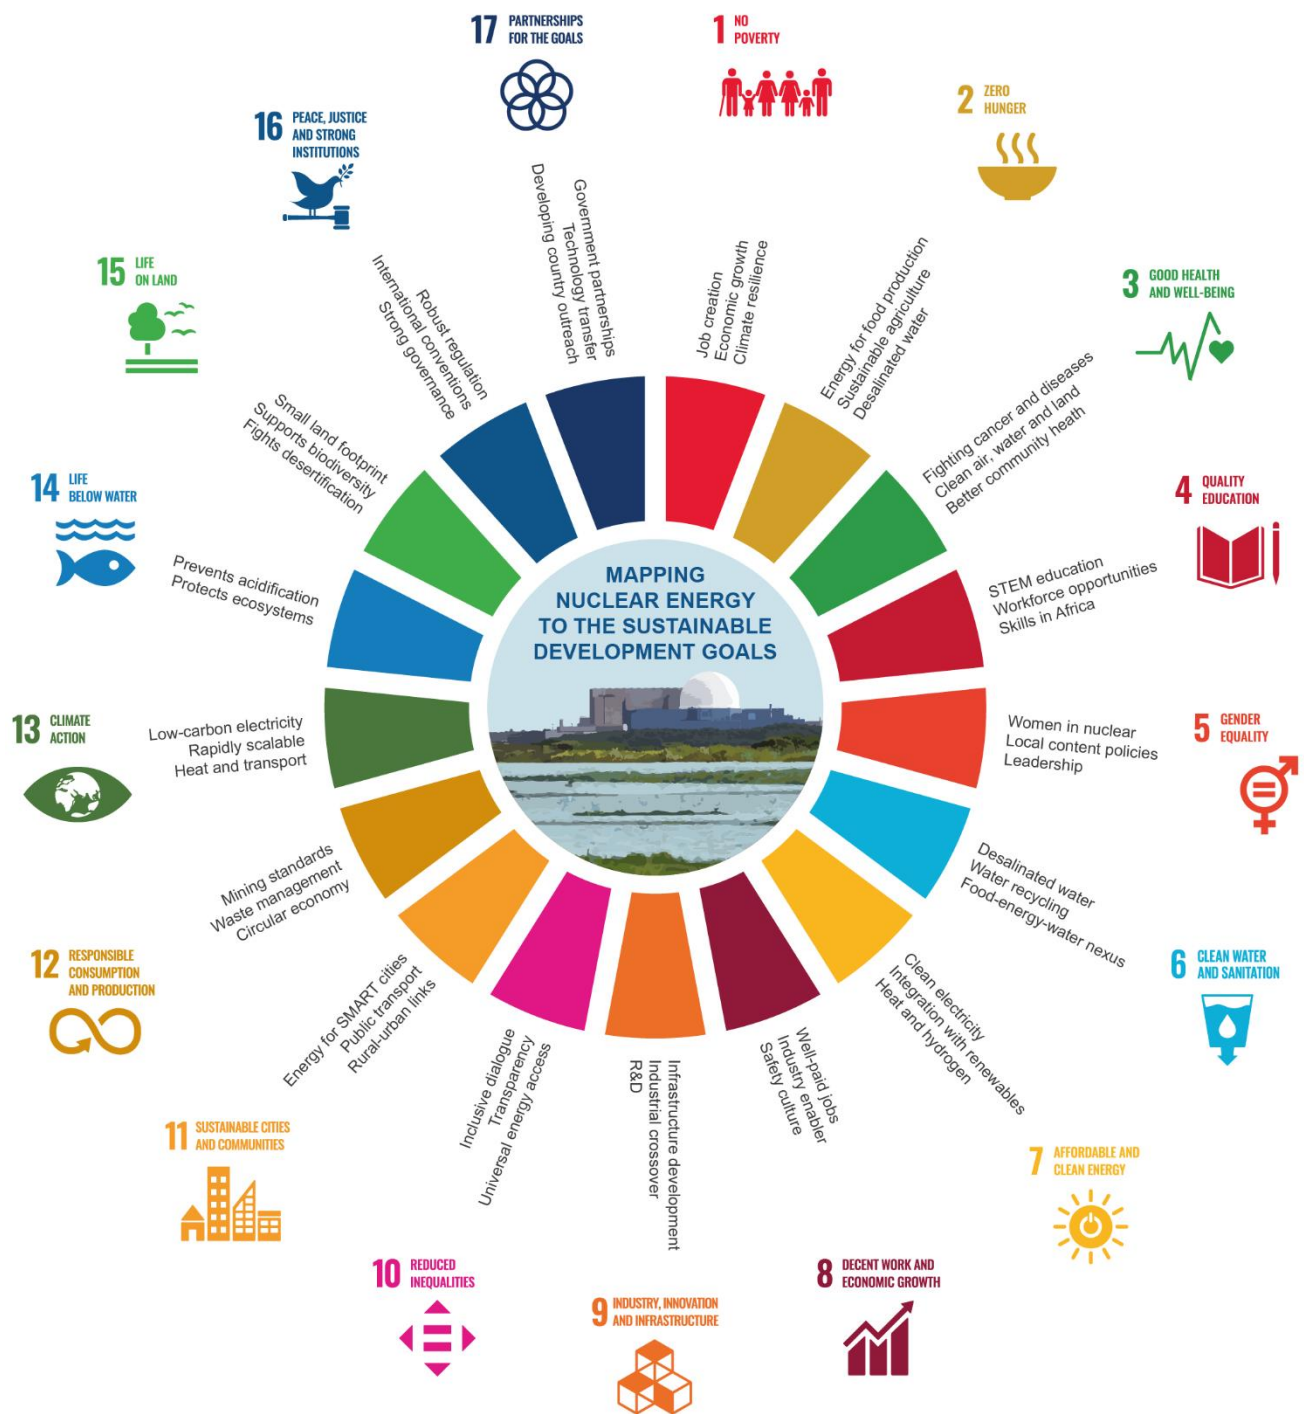 MAPPING
NUCLEAR ENERGY
TO THE SUSTAINABLE
DEVELOPMENT GOALS
1 NO
POVERTY
Job creation
Economic growth
Climate resilience
2 ZERO
HUNGER
Energy for food production
Sustainable agriculture
Desalinated water
3 GOOD HEALTH
AND WELL-BEING
Fighting cancer and diseases
Clean air, water and land
Better community heath
4 QUALITY
EDUCATION
STEM education
Workforce opportunities
Skills in Africa
5 GENDER
EQUALITY
Women in nuclear
Local content policies
Leadership
6 CLEAN WATER
AND SANITATION
Desalinated water
Water recycling
Food-energy-water nexus
7 AFFORDABLE AND
CLEAN ENERGY
Clean electricity
Integration with renewables
Heat and hydrogen
8 DECENT WORK AND
ECONOMIC GROWTH
Well-paid jobs
Industry enabler
Safety culture
9 INDUSTRY, INNOVATION
AND INFRASTRUCTURE
Infrastructure development
Industrial crossover
R&D
10 REDUCED
INEQUALITIES
Inclusive dialogue
Transparency
Universal energy access
11 SUSTAINABLE CITIES
AND COMMUNITIES
Energy for SMART cities
Public transport
Rural-urban links
12 RESPONSIBLE
CONSUMPTION
AND PRODUCTION
Mining standards
Waste management
Circular economy
13 CLIMATE
ACTION
Low-carbon electricity
Rapidly scalable
Heat and transport
14 LIFE
BELOW WATER
Prevents acidification
Protects ecosystems
15 LIFE
ON LAND
Small land footprint
Supports biodiversity
Fights desertification
16 PEACE, JUSTICE
AND STRONG
INSTITUTIONS
Robust regulation
International conventions
Strong governance
17 PARTNERSHIPS
FOR THE GOALS
Government partnerships
Technology transfer
Developing country outreach